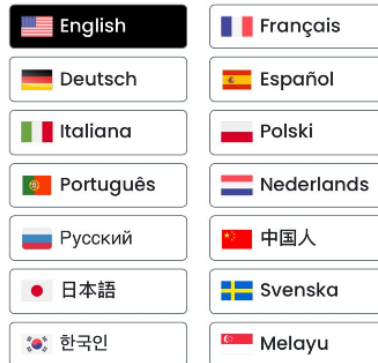 English
Français
Deutsch
Español
Italiana
Polski
Português
Nederlands
Русский
中国人
日本語
Svenska
한국인
Melayu